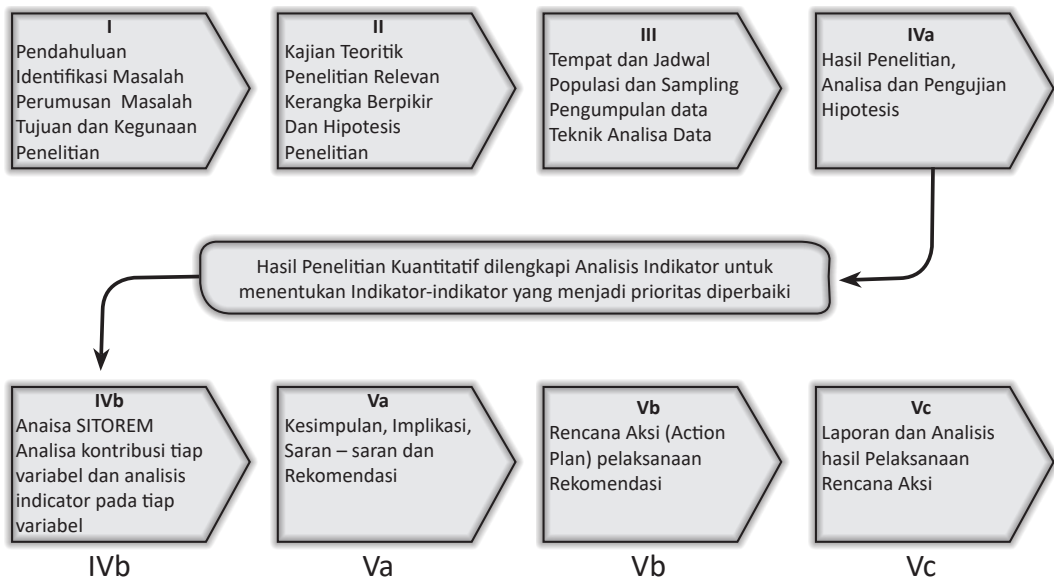 I
Pendahuluan
Identifikasi Masalah
Perumusan Masalah
Tujuan dan Kegunaan
Penelitian
II
Kajian Teoritik
Penelitian Relevan
Kerangka Berpikir
Dan Hipotesis
Penelitian
III
Tempat dan Jadwal
Populasi dan Sampling
Pengumpulan data
Teknik Analisa Data
IVa
Hasil Penelitian,
Analisa dan Pengujian
Hipotesis
Hasil Penelitian Kuantitatif dilengkapi Analisis Indikator untuk
menentukan Indikator-indikator yang menjadi prioritas diperbaiki
IVb
Anaisa SITOREM
Analisa kontribusi tiap
variabel dan analisis
indicator pada tiap
variabel
Va
Kesimpulan, Implikasi,
Saran – saran dan
Rekomendasi
Vb
Rencana Aksi (Action
Plan) pelaksanaan
Rekomendasi
Vc
Laporan dan Analisis
hasil Pelaksanaan
Rencana Aksi
IVb
Va
Vb
Vc